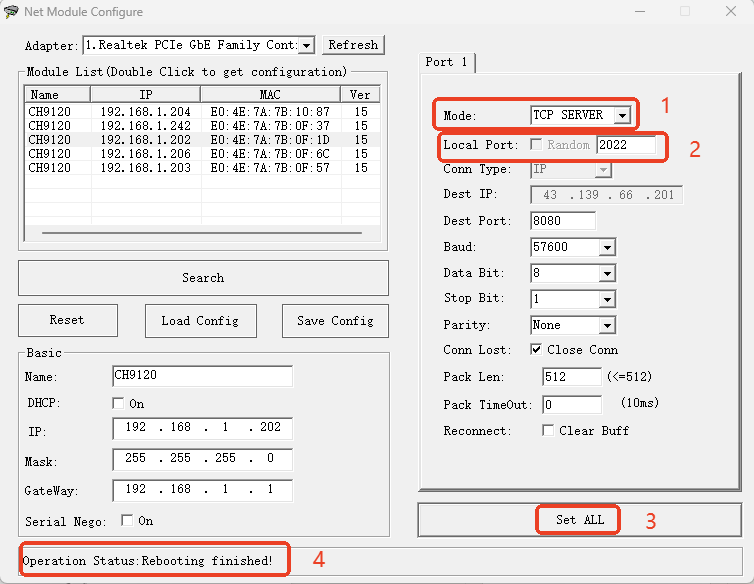 Net Module Configure
Adapter: 1.Realtek PCIe GbE Family Cont: Refresh
Module List(Double Click to get configuration)
Name IP MAC Ver
CH9120 192.168.1.204 E0:4E:7A:7B:10:87 15
CH9120 192.168.1.242 E0:4E:7A:7B:0F:37 15
CH9120 192.168.1.202 E0:4E:7A:7B:0F:1D 15
CH9120 192.168.1.206 E0:4E:7A:7B:0F:6C 15
CH9120 192.168.1.203 E0:4E:7A:7B:0F:57 15
Search
Reset Load Config Save Config
Basic
Name: CH9120
DHCP: On
IP: 192 . 168 . 1 . 202
Mask: 255 . 255 . 255 . 0
GateWay: 192 . 168 . 1 . 1
Serial Nego: On
Port 1
Mode: TCP SERVER 1
Local Port: Random 2022 2
Conn Type: IP
Dest IP: 43 .139 . 66 .201
Dest Port: 8080
Baud: 57600
Data Bit: 8
Stop Bit: 1
Parity: None
Conn Lost: Close Conn
Pack Len: 512 (<=512)
Pack TimeOut: 0 (10ms)
Reconnect: Clear Buff
Set ALL 3
Operation Status:Rebooting finished! 4